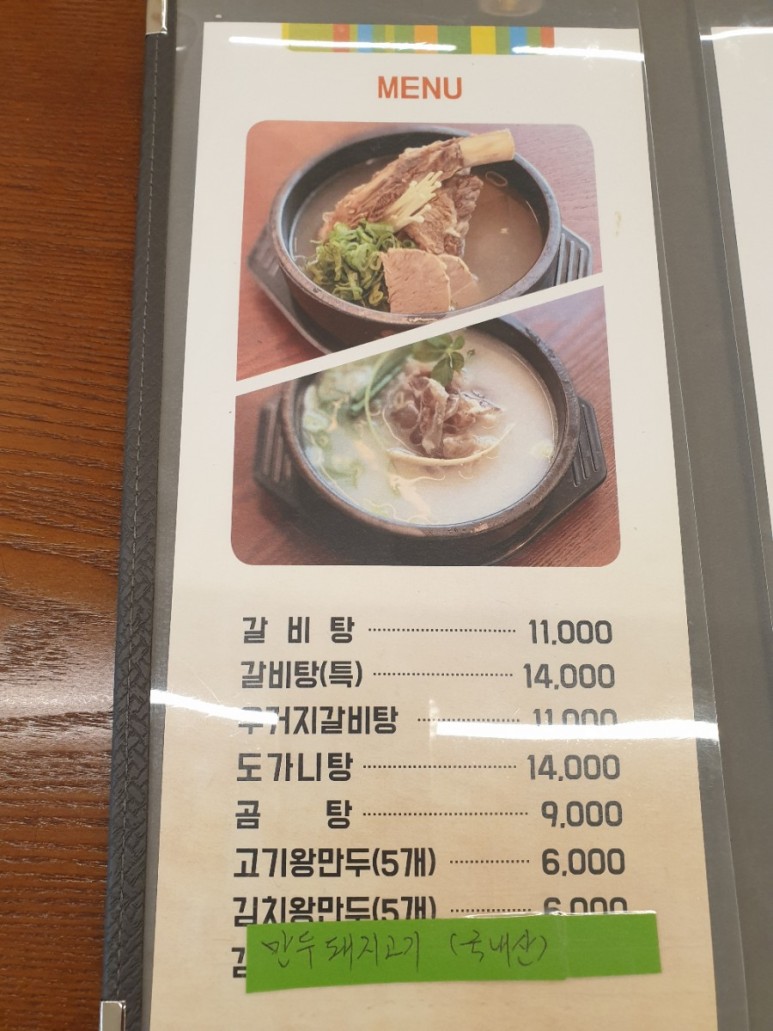 MENU
갈 비 탕 11,000
갈비탕(특) 14,000
우거지갈비탕 11,000
도가니탕 14,000
곰 탕 9,000
고기왕만두(5개) 6,000
김치왕만두(5개) 6,000
만두 돼지고기 (국내산)